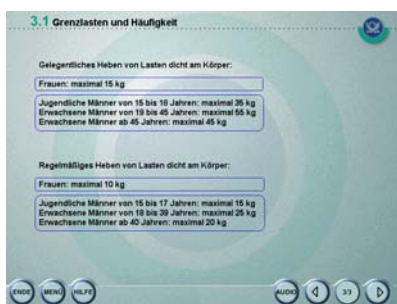 3.1 Grenzlasten und Häufigkeit
Gelegentliches Heben von Lasten dicht am Körper:
Frauen: maximal 15 kg
Jugendliche Männer von 15 bis 18 Jahren: maximal 35 kg
Erwachsene Männer von 19 bis 45 Jahren: maximal 55 kg
Erwachsene Männer ab 45 Jahren: maximal 45 kg
Regelmäßiges Heben von Lasten dicht am Körper:
Frauen: maximal 10 kg
Jugendliche Männer von 15 bis 17 Jahren: maximal 15 kg
Erwachsene Männer von 18 bis 39 Jahren: maximal 25 kg
Erwachsene Männer ab 40 Jahren: maximal 20 kg
ENDE MENÜ HILFE AUDIO 3/3